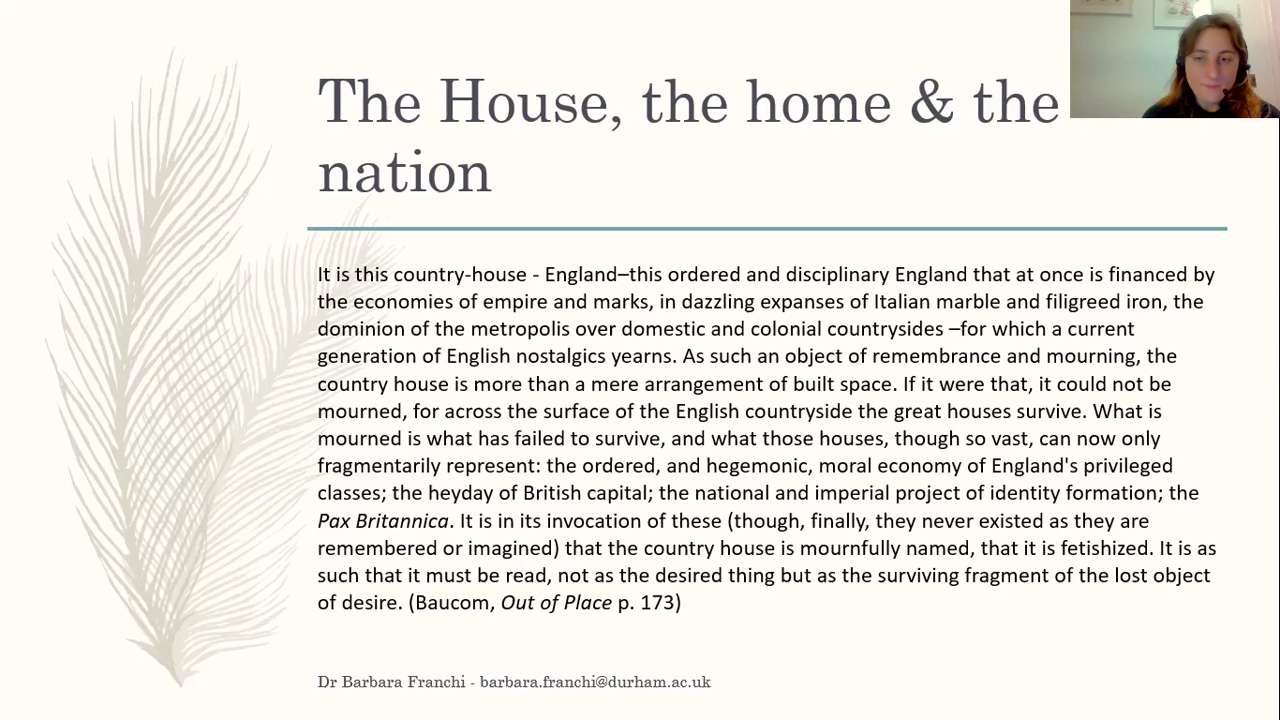 The House, the home & the
nation
It is this country-house - England–this ordered and disciplinary England that at once is financed by
the economies of empire and marks, in dazzling expanses of Italian marble and filigreed iron, the
dominion of the metropolis over domestic and colonial countrysides –for which a current
generation of English nostalgics yearns. As such an object of remembrance and mourning, the
country house is more than a mere arrangement of built space. If it were that, it could not be
mourned, for across the surface of the English countryside the great houses survive. What is
mourned is what has failed to survive, and what those houses, though so vast, can now only
fragmentarily represent: the ordered, and hegemonic, moral economy of England's privileged
classes; the heyday of British capital; the national and imperial project of identity formation; the
Pax Britannica. It is in its invocation of these (though, finally, they never existed as they are
remembered or imagined) that the country house is mournfully named, that it is fetishized. It is as
such that it must be read, not as the desired thing but as the surviving fragment of the lost object
of desire. (Baucom, Out of Place p. 173)
Dr Barbara Franchi - barbara.franchi@durham.ac.uk